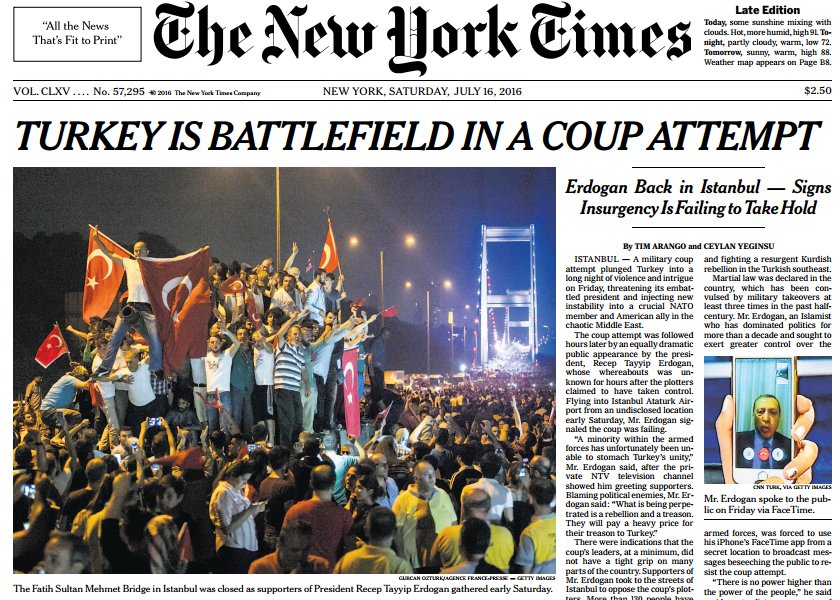 "All the News
That's Fit to Print"
The New York Times
Late Edition
Today, some sunshine mixing with
clouds. Hot, more humid, high 91. To-
night, partly cloudy, warm, low 72.
Tomorrow, sunny, warm, high 88.
Weather map appears on Page B8.
VOL. CLXV .... No. 57,295
© 2016 The New York Times Company
NEW YORK, SATURDAY, JULY 16, 2016
$2.50
TURKEY IS BATTLEFIELD IN A COUP ATTEMPT
GURCAN OZTURK/AGENCE FRANCE-PRESSE — GETTY IMAGES
The Fatih Sultan Mehmet Bridge in Istanbul was closed as supporters of President Recep Tayyip Erdogan gathered early Saturday.
Erdogan Back in Istanbul — Signs
Insurgency Is Failing to Take Hold
By TIM ARANGO and CEYLAN YEGINSU
ISTANBUL — A military coup
attempt plunged Turkey into a
long night of violence and intrigue
on Friday, threatening its embat-
tled president and injecting new
instability into a crucial NATO
member and American ally in the
chaotic Middle East.
The coup attempt was followed
hours later by an equally dramatic
public appearance by the presi-
dent, Recep Tayyip Erdogan,
whose whereabouts was un-
known for hours after the plotters
claimed to have taken control.
Flying into Istanbul Ataturk Air-
port from an undisclosed location
early Saturday, Mr. Erdogan sig-
naled the coup was failing.
"A minority within the armed
forces has unfortunately been un-
able to stomach Turkey's unity,"
Mr. Erdogan said, after the pri-
vate NTV television channel
showed him greeting supporters.
Blaming political enemies, Mr. Er-
dogan said: "What is being perpe-
trated is a rebellion and a treason.
They will pay a heavy price for
their treason to Turkey."
There were indications that the
coup's leaders, at a minimum, did
not have a tight grip on many
parts of the country. Supporters of
Mr. Erdogan took to the streets of
Istanbul to oppose the coup's plot-
ters. More than 130 people have
and fighting a resurgent Kurdish
rebellion in the Turkish southeast.
Martial law was declared in the
country, which has been con-
vulsed by military takeovers at
least three times in the past half-
century. Mr. Erdogan, an Islamist
who has dominated politics for
more than a decade and sought to
exert greater control over the
CNN TURK, VIA GETTY IMAGES
Mr. Erdogan spoke to the pub-
lic on Friday via FaceTime.
armed forces, was forced to use
his iPhone's FaceTime app from a
secret location to broadcast mes-
sages beseeching the public to re-
sist the coup attempt.
"There is no power higher than
the power of the people," he said